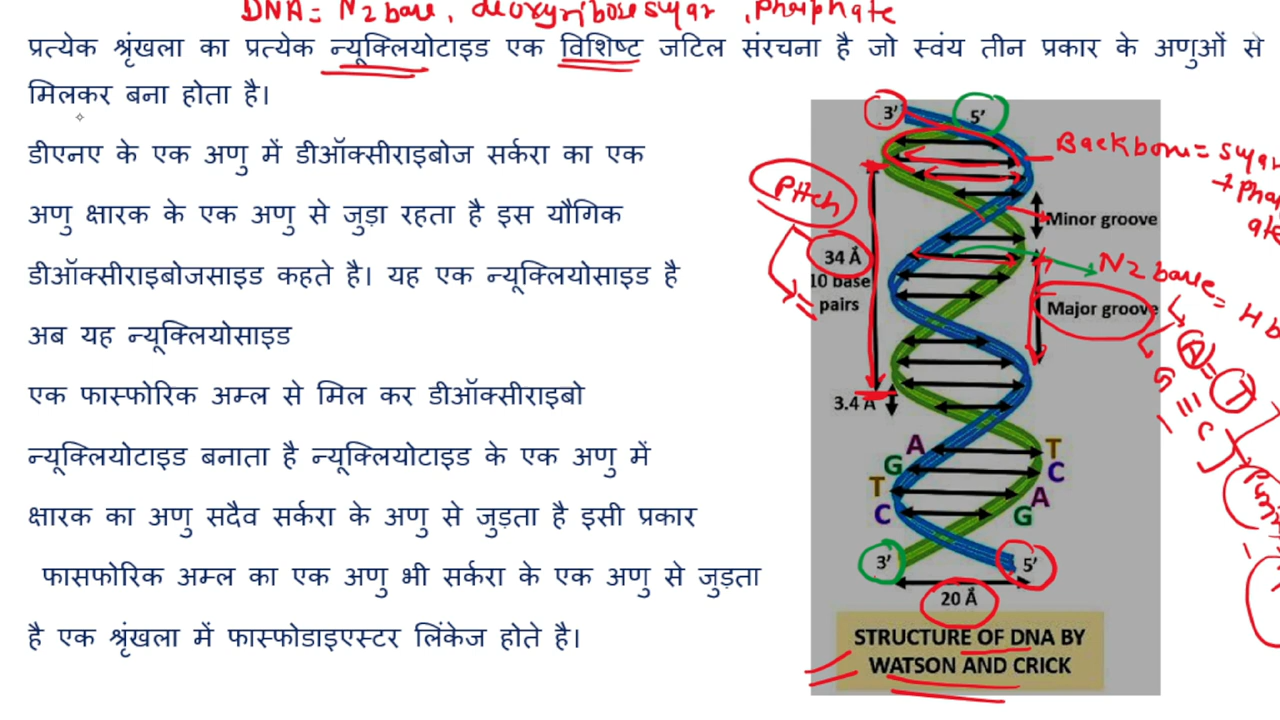 DNA = N2 base, deoxyribose sugar, phosphate
प्रत्येक श्रृंखला का प्रत्येक न्यूक्लियोटाइड एक विशिष्ट जटिल संरचना है जो स्वंय तीन प्रकार के अणुओं से
मिलकर बना होता है।
डीएनए के एक अणु में डीऑक्सीराइबोज सर्करा का एक
अणु क्षारक के एक अणु से जुड़ा रहता है इस यौगिक
डीऑक्सीराइबोजसाइड कहते है। यह एक न्यूक्लियोसाइड है
अब यह न्यूक्लियोसाइड
एक फास्फोरिक अम्ल से मिल कर डीऑक्सीराइबो
न्यूक्लियोटाइड बनाता है न्यूक्लियोटाइड के एक अणु में
क्षारक का अणु सदैव सर्करा के अणु से जुड़ता है इसी प्रकार
फासफोरिक अम्ल का एक अणु भी सर्करा के एक अणु से जुड़ता
है एक श्रृंखला में फास्फोडाइएस्टर लिंकेज होते है।
3' 5'
Backbone = sugar
+ Pha
ate
Pitch
Minor groove
34 Å
10 base
pairs
N2 base = H b
Major groove
A = T
G ≡ C
3.4 Å
A T
G C
T A
C G
3' 5'
20 Å
STRUCTURE OF DNA BY
WATSON AND CRICK